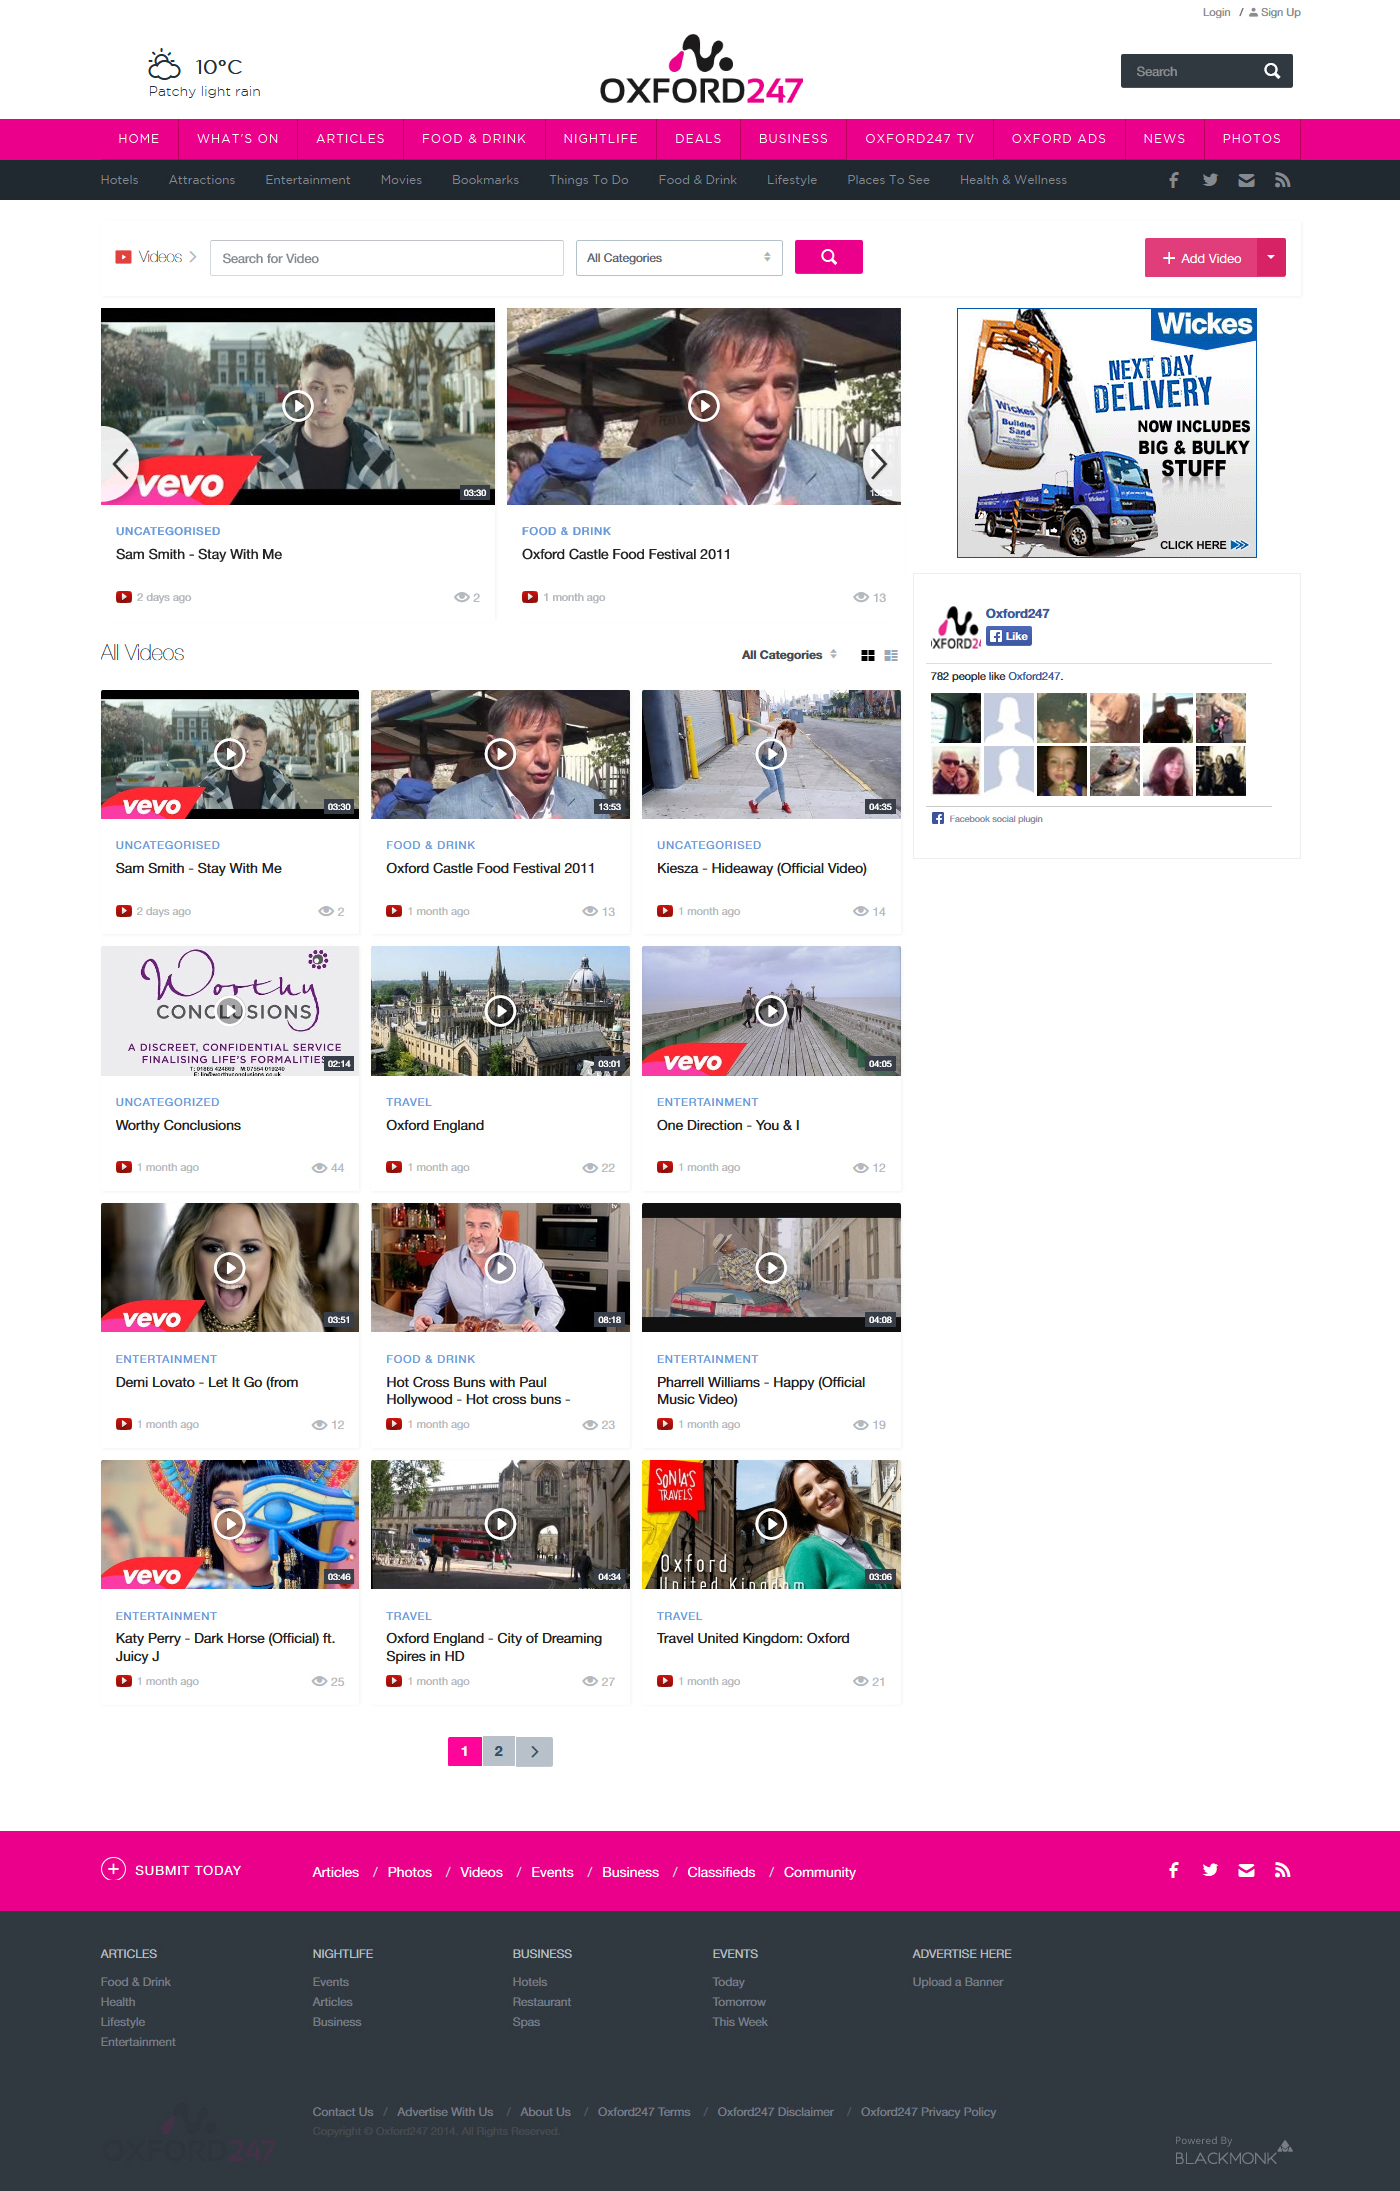 Login / Sign Up
10°C
Patchy light rain
OXFORD247
Search
HOME WHAT'S ON ARTICLES FOOD & DRINK NIGHTLIFE DEALS BUSINESS OXFORD247 TV OXFORD ADS NEWS PHOTOS
Hotels Attractions Entertainment Movies Bookmarks Things To Do Food & Drink Lifestyle Places To See Health & Wellness
Videos
Search for Video
All Categories
+ Add Video
vevo
03:30
13:53
UNCATEGORISED
Sam Smith - Stay With Me
2 days ago 2
FOOD & DRINK
Oxford Castle Food Festival 2011
1 month ago 13
Wickes
NEXT DAY
DELIVERY
NOW INCLUDES
BIG & BULKY
STUFF
Wickes
Building
Sand
Wickes
CLICK HERE
Oxford247
Like
782 people like Oxford247.
Facebook social plugin
All Videos
All Categories
vevo
03:30
UNCATEGORISED
Sam Smith - Stay With Me
2 days ago 2
13:53
FOOD & DRINK
Oxford Castle Food Festival 2011
1 month ago 13
04:35
UNCATEGORISED
Kiesza - Hideaway (Official Video)
1 month ago 14
Worthy
CONCLUSIONS
A DISCREET, CONFIDENTIAL SERVICE
FINALISING LIFE'S FORMALITIES
T: 01865 424869 M 07554 019240
E: lin@worthyconclusions.co.uk
02:14
UNCATEGORIZED
Worthy Conclusions
1 month ago 44
03:01
TRAVEL
Oxford England
1 month ago 22
vevo
04:05
ENTERTAINMENT
One Direction - You & I
1 month ago 12
vevo
03:51
ENTERTAINMENT
Demi Lovato - Let It Go (from
1 month ago 12
08:18
FOOD & DRINK
Hot Cross Buns with Paul
Hollywood - Hot cross buns -
1 month ago 23
04:08
ENTERTAINMENT
Pharrell Williams - Happy (Official
Music Video)
1 month ago 19
vevo
03:46
ENTERTAINMENT
Katy Perry - Dark Horse (Official) ft.
Juicy J
1 month ago 25
04:34
TRAVEL
Oxford England - City of Dreaming
Spires in HD
1 month ago 27
SONIA'S
TRAVELS
Oxford
United Kingdom
03:06
TRAVEL
Travel United Kingdom: Oxford
1 month ago 21
1 2
SUBMIT TODAY
Articles / Photos / Videos / Events / Business / Classifieds / Community
ARTICLES
Food & Drink
Health
Lifestyle
Entertainment
NIGHTLIFE
Events
Articles
Business
BUSINESS
Hotels
Restaurant
Spas
EVENTS
Today
Tomorrow
This Week
ADVERTISE HERE
Upload a Banner
OXFORD247
Contact Us / Advertise With Us / About Us / Oxford247 Terms / Oxford247 Disclaimer / Oxford247 Privacy Policy
Copyright © Oxford247 2014. All Rights Reserved.
Powered By
BLACKMONK